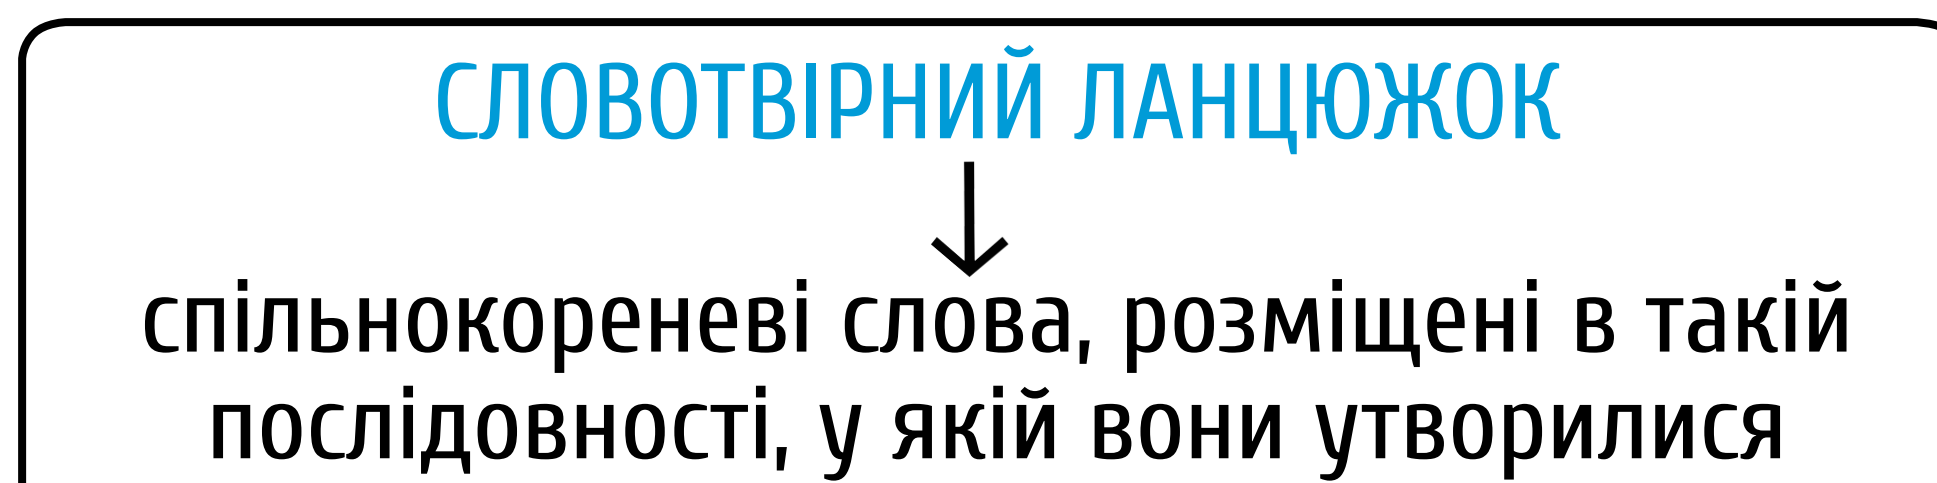 СЛОВОТВІРНИЙ ЛАНЦЮЖОК
спільнокореневі слова, розміщені в такій
послідовності, у якій вони утворилися